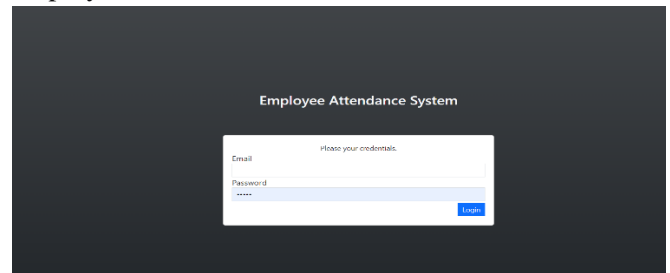 Employee Attendance System
Please your credentials.
Email
Password
•••••
Login